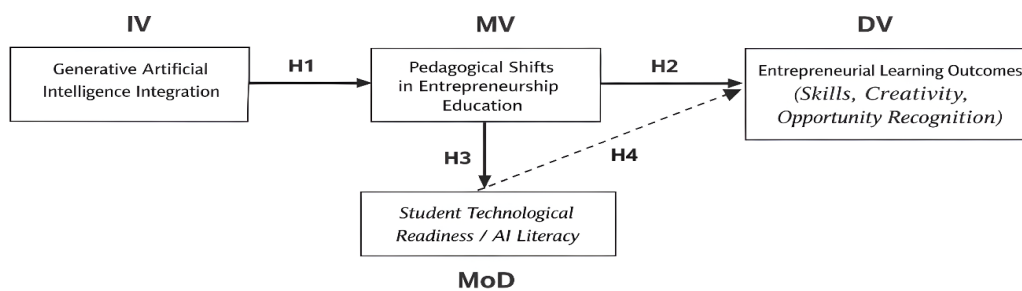 IV
MV
DV
Generative Artificial
Intelligence Integration
H1
Pedagogical Shifts
in Entrepreneurship
Education
H2
Entrepreneurial Learning Outcomes
(Skills, Creativity,
Opportunity Recognition)
H3
H4
Student Technological
Readiness / AI Literacy
MoD